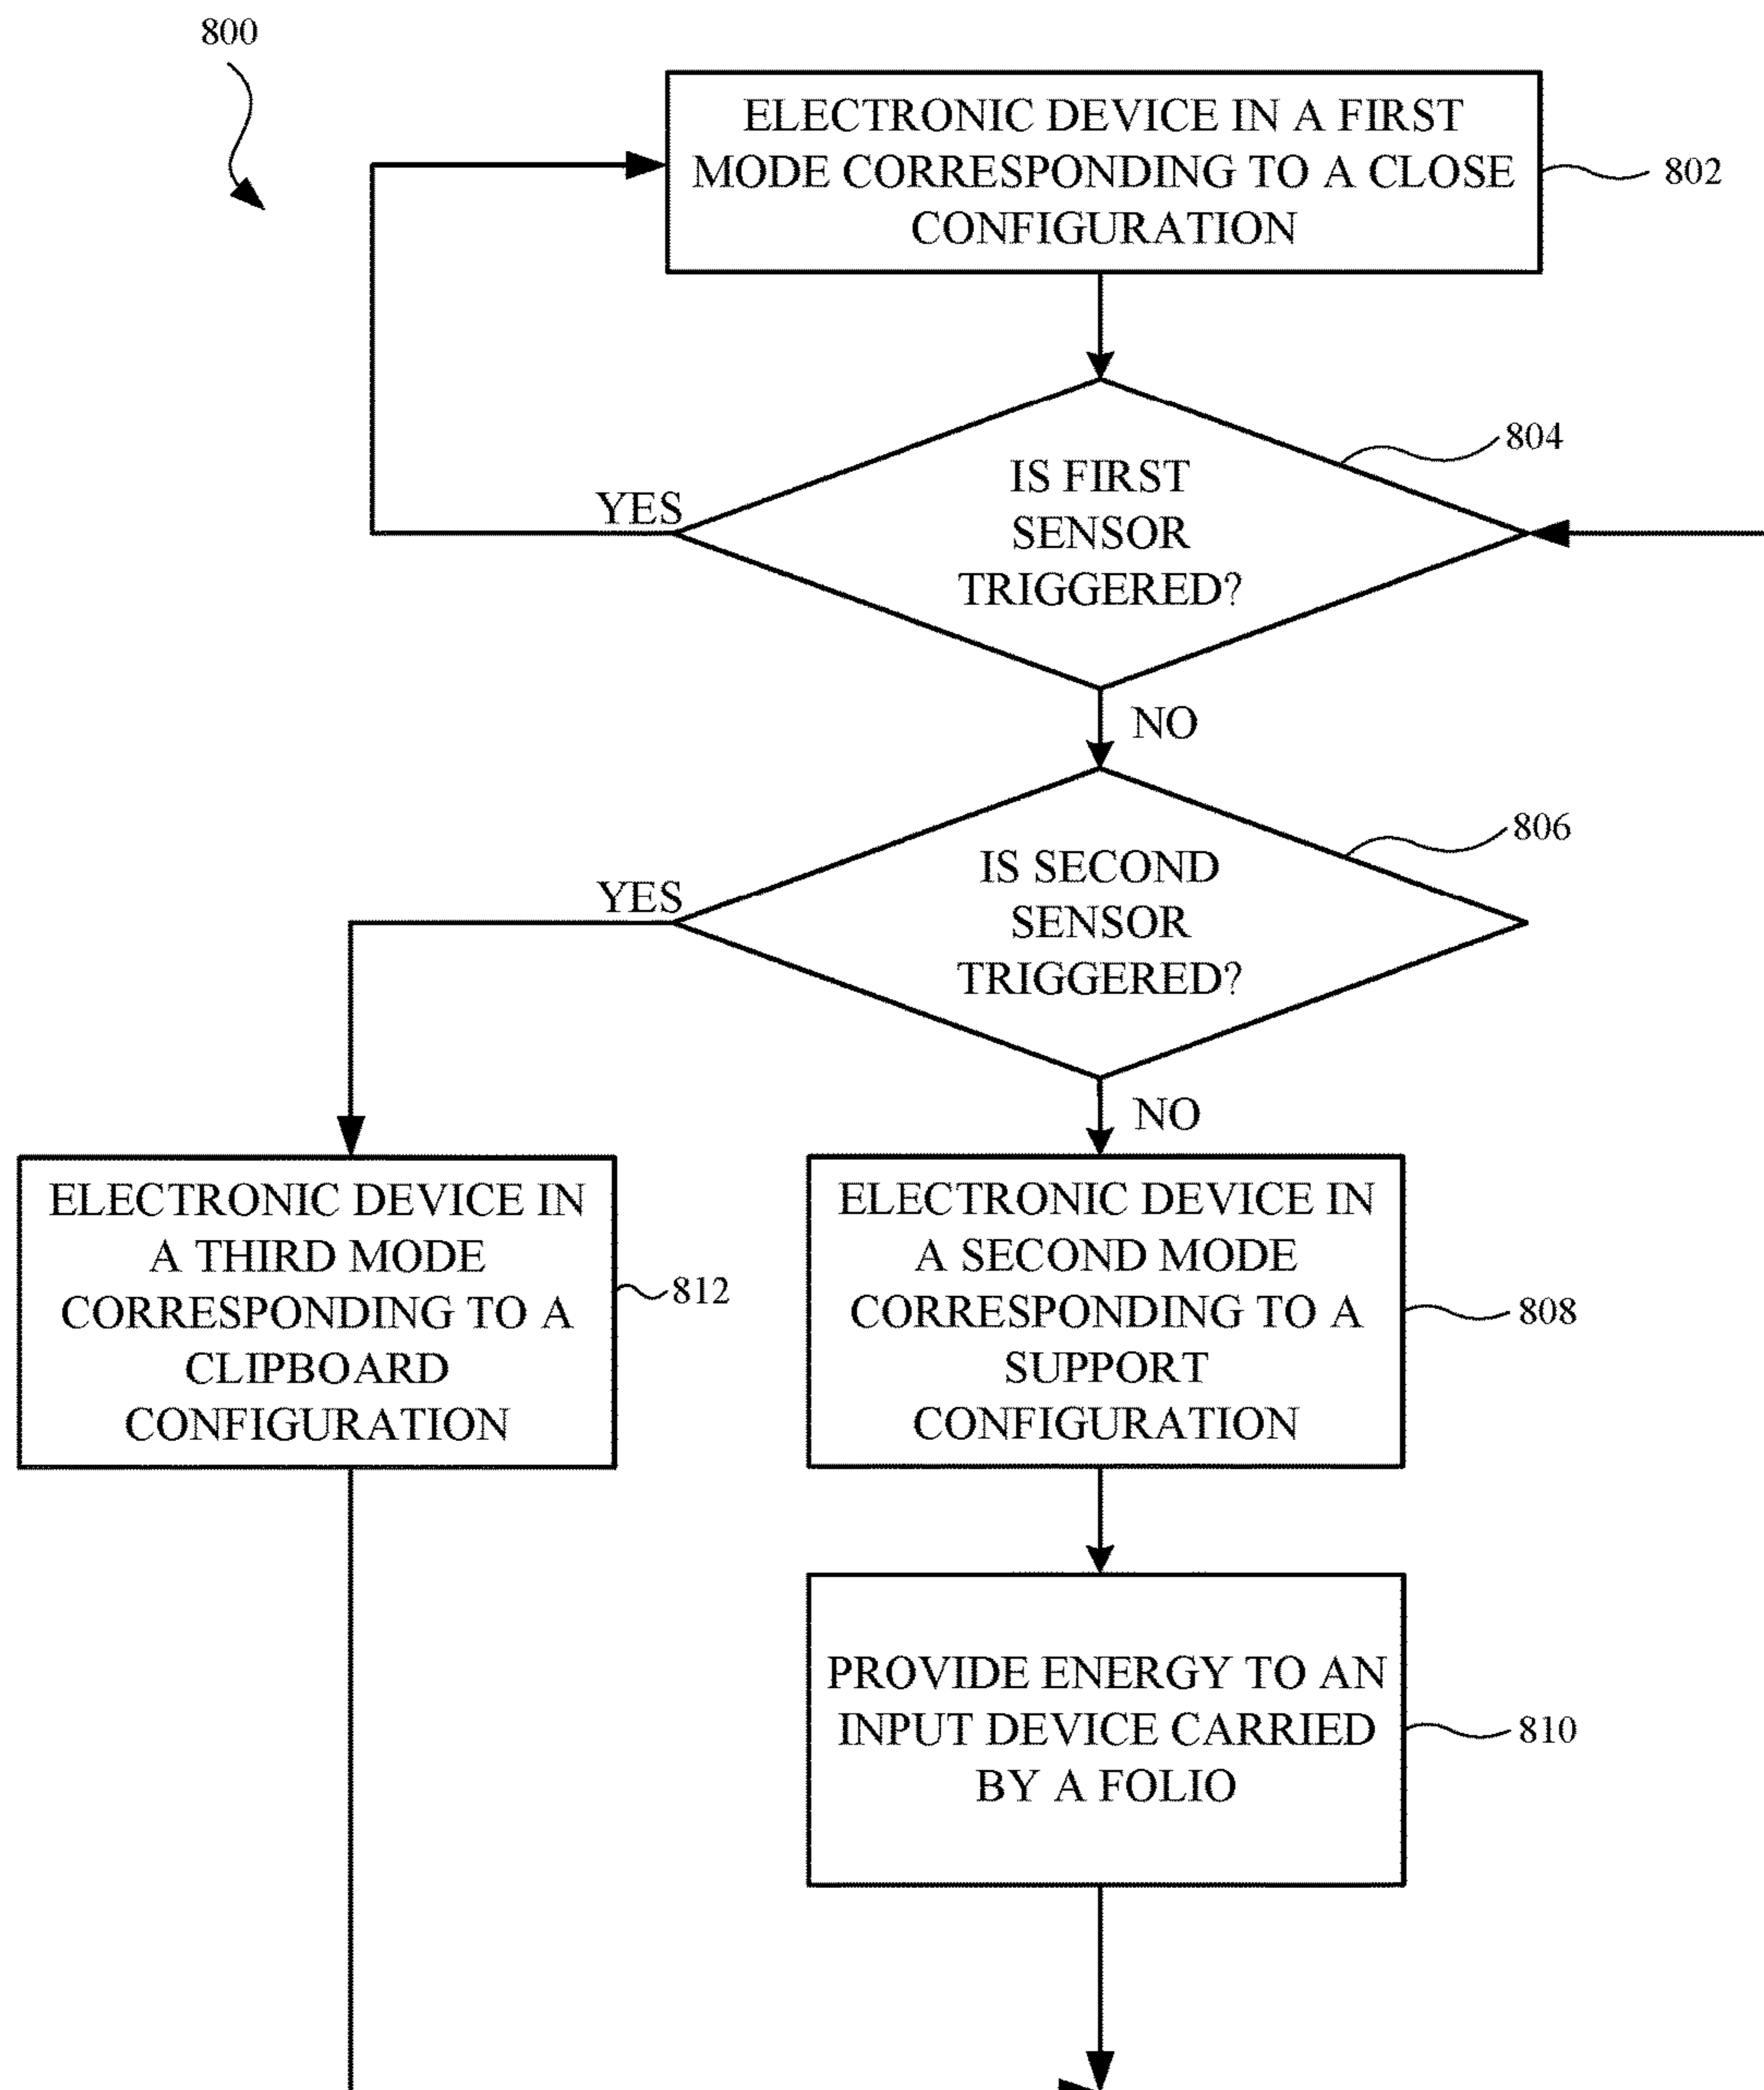 800
ELECTRONIC DEVICE IN A FIRST
MODE CORRESPONDING TO A CLOSE
CONFIGURATION
802
IS FIRST
SENSOR
TRIGGERED?
804
YES
NO
IS SECOND
SENSOR
TRIGGERED?
806
YES
NO
ELECTRONIC DEVICE IN
A THIRD MODE
CORRESPONDING TO A
CLIPBOARD
CONFIGURATION
812
ELECTRONIC DEVICE IN
A SECOND MODE
CORRESPONDING TO A
SUPPORT
CONFIGURATION
808
PROVIDE ENERGY TO AN
INPUT DEVICE CARRIED
BY A FOLIO
810